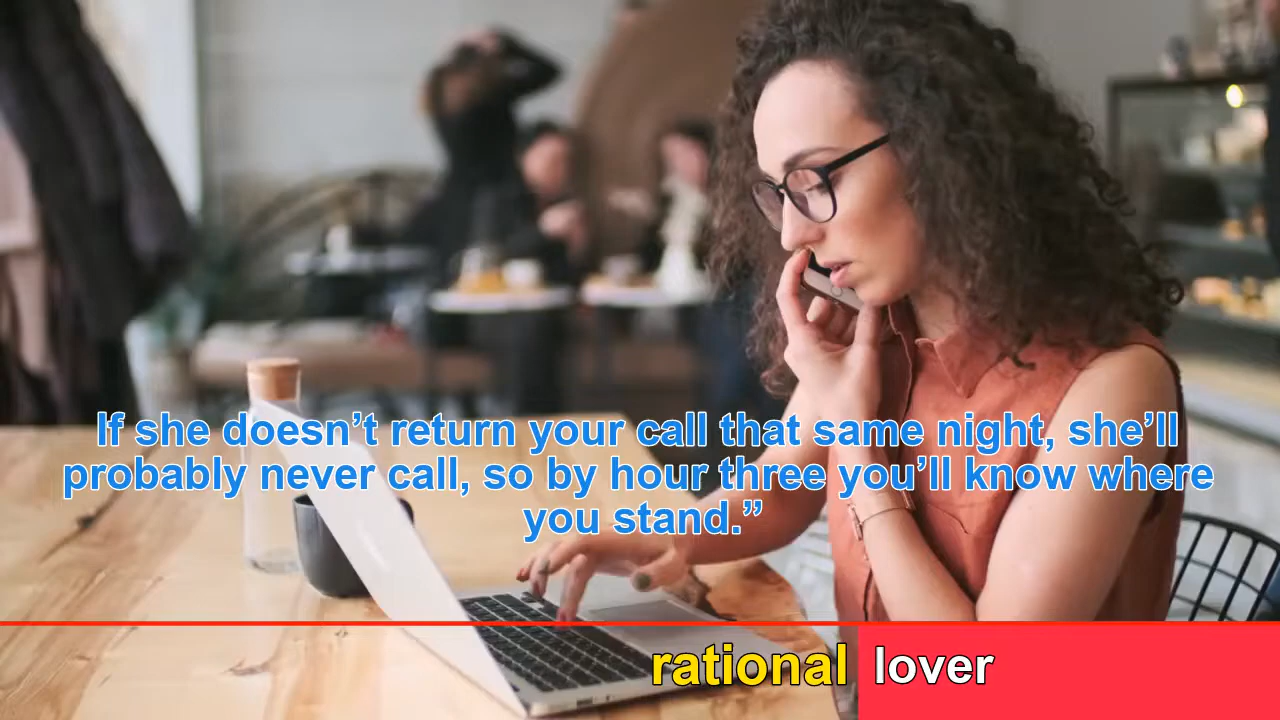 If she doesn’t return your call that same night, she’ll
probably never call, so by hour three you’ll know where
you stand.”
rational lover